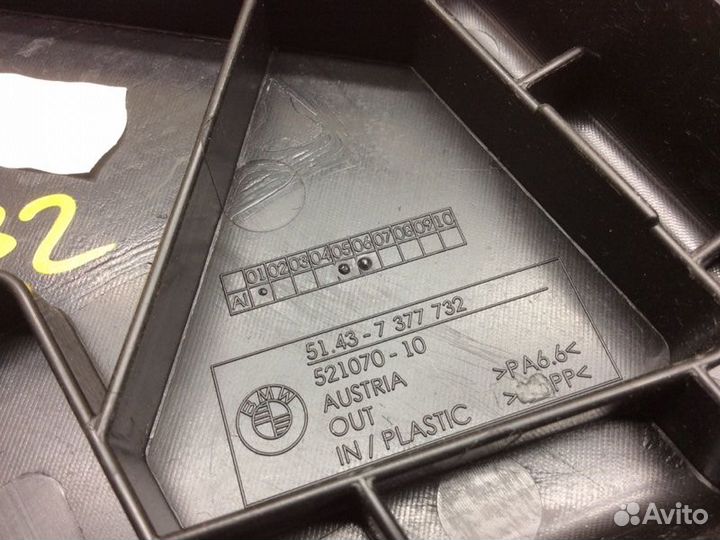 32
01 02 03 04 05 06 07 08 09 10
AI
51.43 - 7 377 732
521070 - 10
AUSTRIA
OUT
IN / PLASTIC
>PA6.6<
PP<
BMW
Avito